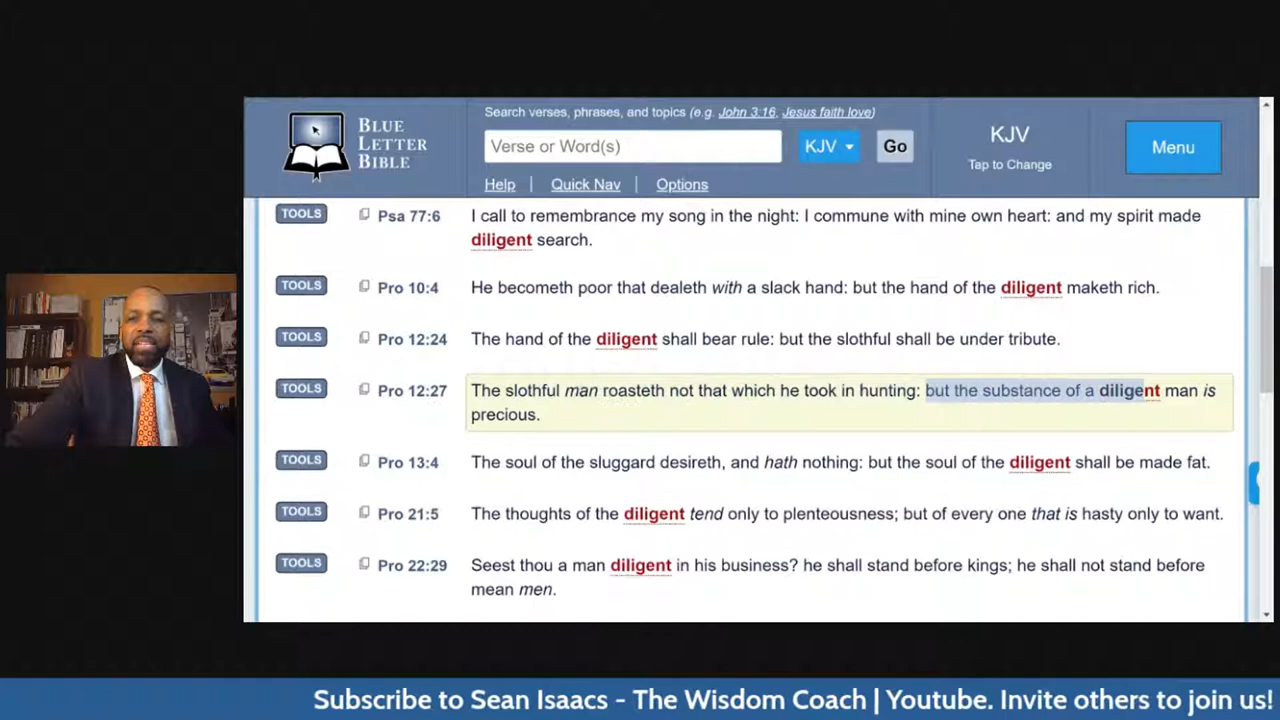 Search verses, phrases, and topics (e.g. John 3:16, Jesus faith love)
BLUE
LETTER
BIBLE
Verse or Word(s)
KJV
Go
KJV
Tap to Change
Menu
Help | Quick Nav | Options
TOOLS Psa 77:6 I call to remembrance my song in the night: I commune with mine own heart: and my spirit made
diligent search.
TOOLS Pro 10:4 He becometh poor that dealeth with a slack hand: but the hand of the diligent maketh rich.
TOOLS Pro 12:24 The hand of the diligent shall bear rule: but the slothful shall be under tribute.
TOOLS Pro 12:27 The slothful man roasteth not that which he took in hunting: but the substance of a diligent man is
precious.
TOOLS Pro 13:4 The soul of the sluggard desireth, and hath nothing: but the soul of the diligent shall be made fat.
TOOLS Pro 21:5 The thoughts of the diligent tend only to plenteousness; but of every one that is hasty only to want.
TOOLS Pro 22:29 Seest thou a man diligent in his business? he shall stand before kings; he shall not stand before
mean men.
Subscribe to Sean Isaacs - The Wisdom Coach | Youtube. Invite others to join us!